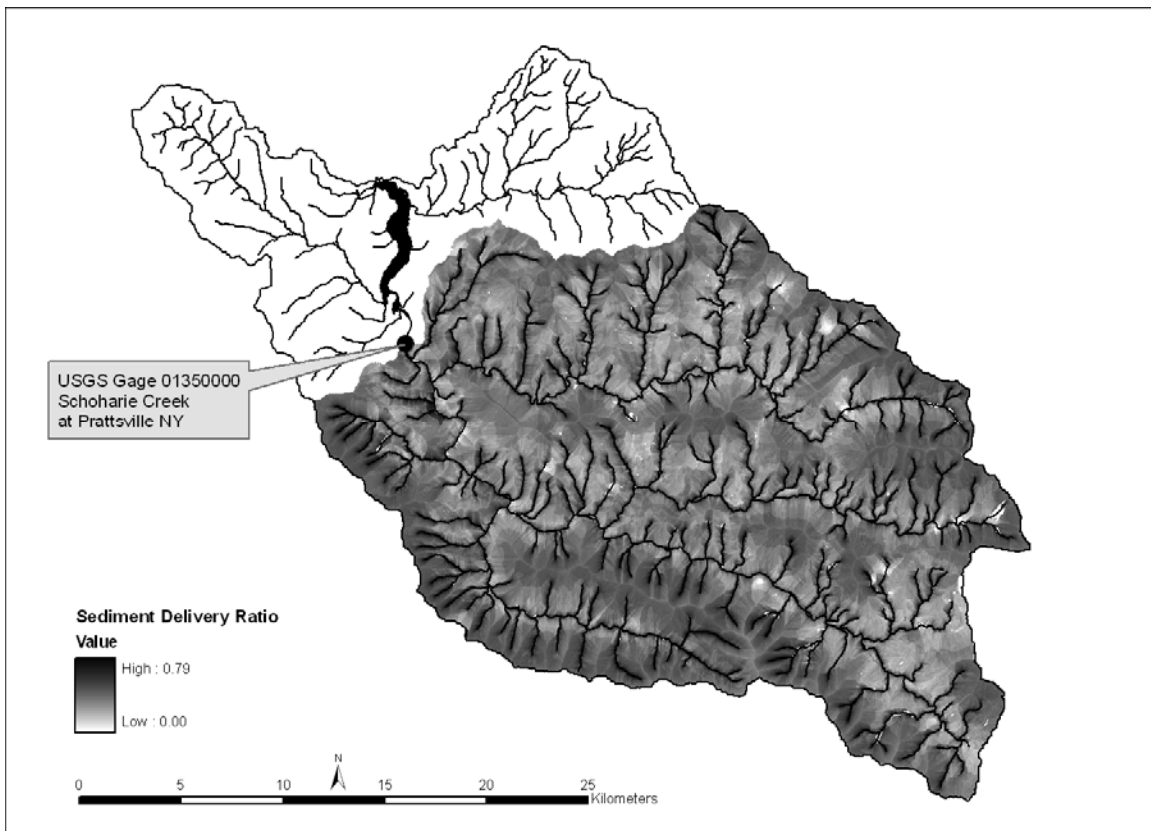 USGS Gage 01350000
Schoharie Creek
at Prattsville NY
Sediment Delivery Ratio
Value
High : 0.79
Low : 0.00
N
0 5 10 15 20 25
Kilometers